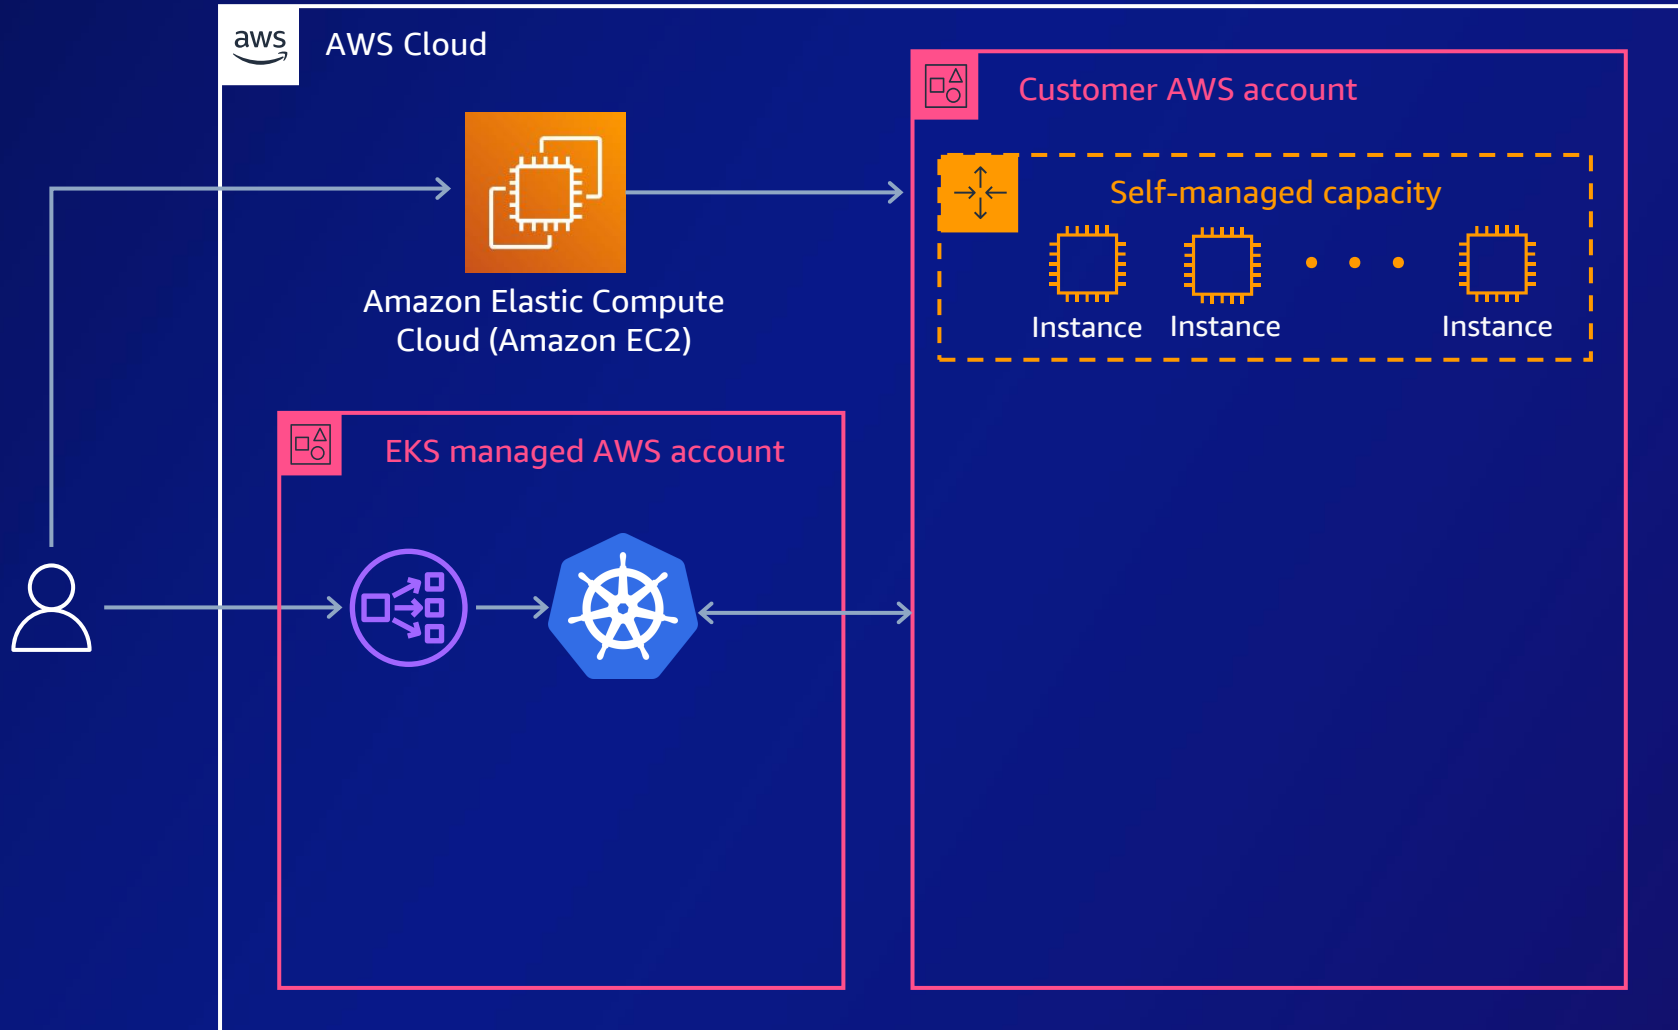 aws
AWS Cloud
Customer AWS account
Self-managed capacity
Instance
Instance
Instance
Amazon Elastic Compute
Cloud (Amazon EC2)
EKS managed AWS account